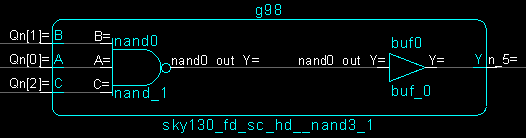 g98
Qn[1]= B B= nand0
Qn[0]= A A= nand0_out Y= nand0_out Y= buf0 Y= Y n_5=
Qn[2]= C C= nand_1 buf_0
sky130_fd_sc_hd__nand3_1